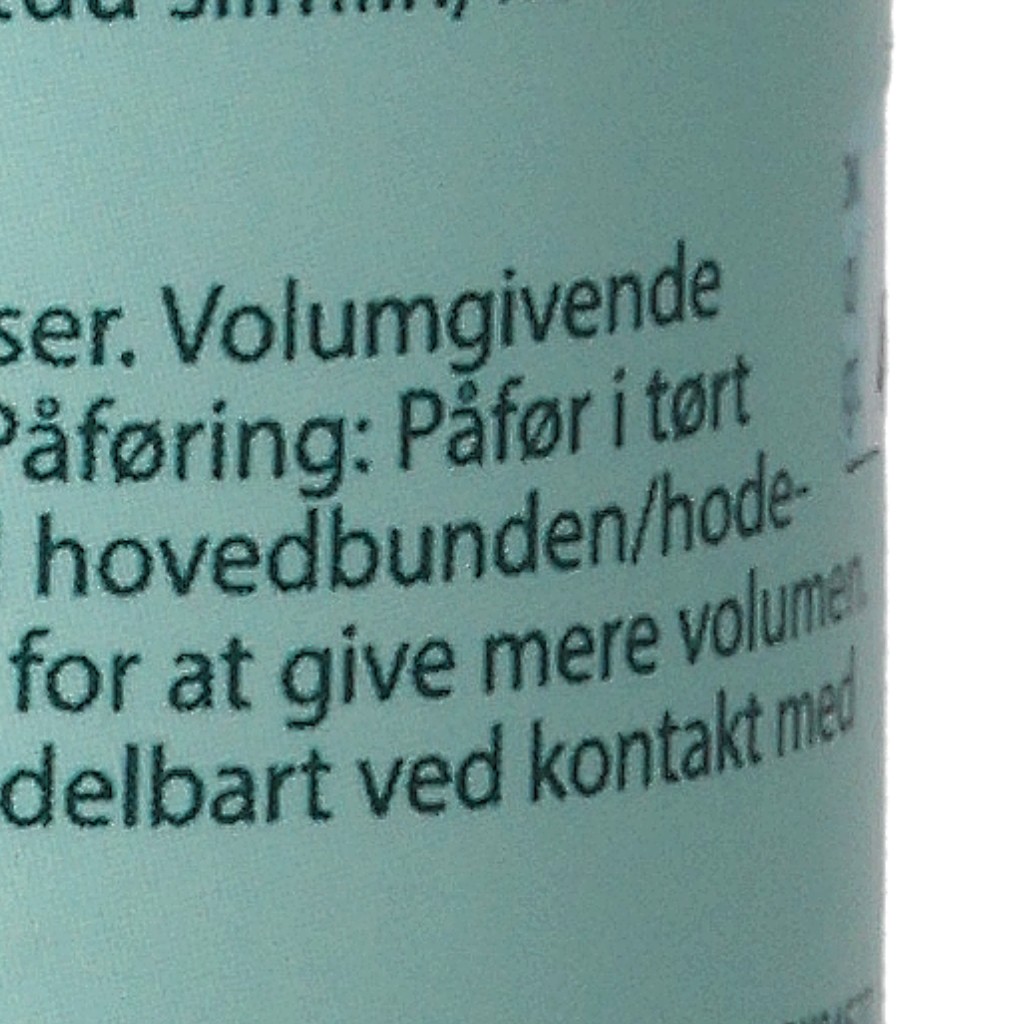 ser. Volumgivende
Påføring: Påfør i tørt
hovedbunden/hode-
for at give mere volumen.
delbart ved kontakt med